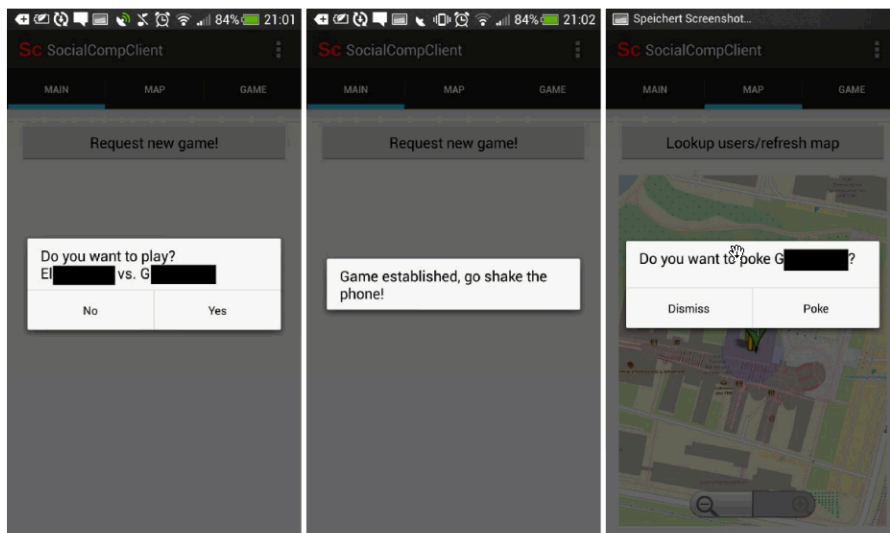 84% 21:01
Sc SocialCompClient
MAIN MAP GAME
Request new game!
Do you want to play?
El vs. G
No Yes
84% 21:02
Sc SocialCompClient
MAIN MAP GAME
Request new game!
Game established, go shake the
phone!
Speichert Screenshot...
Sc SocialCompClient
MAIN MAP GAME
Lookup users/refresh map
Do you want to poke G ?
Dismiss Poke